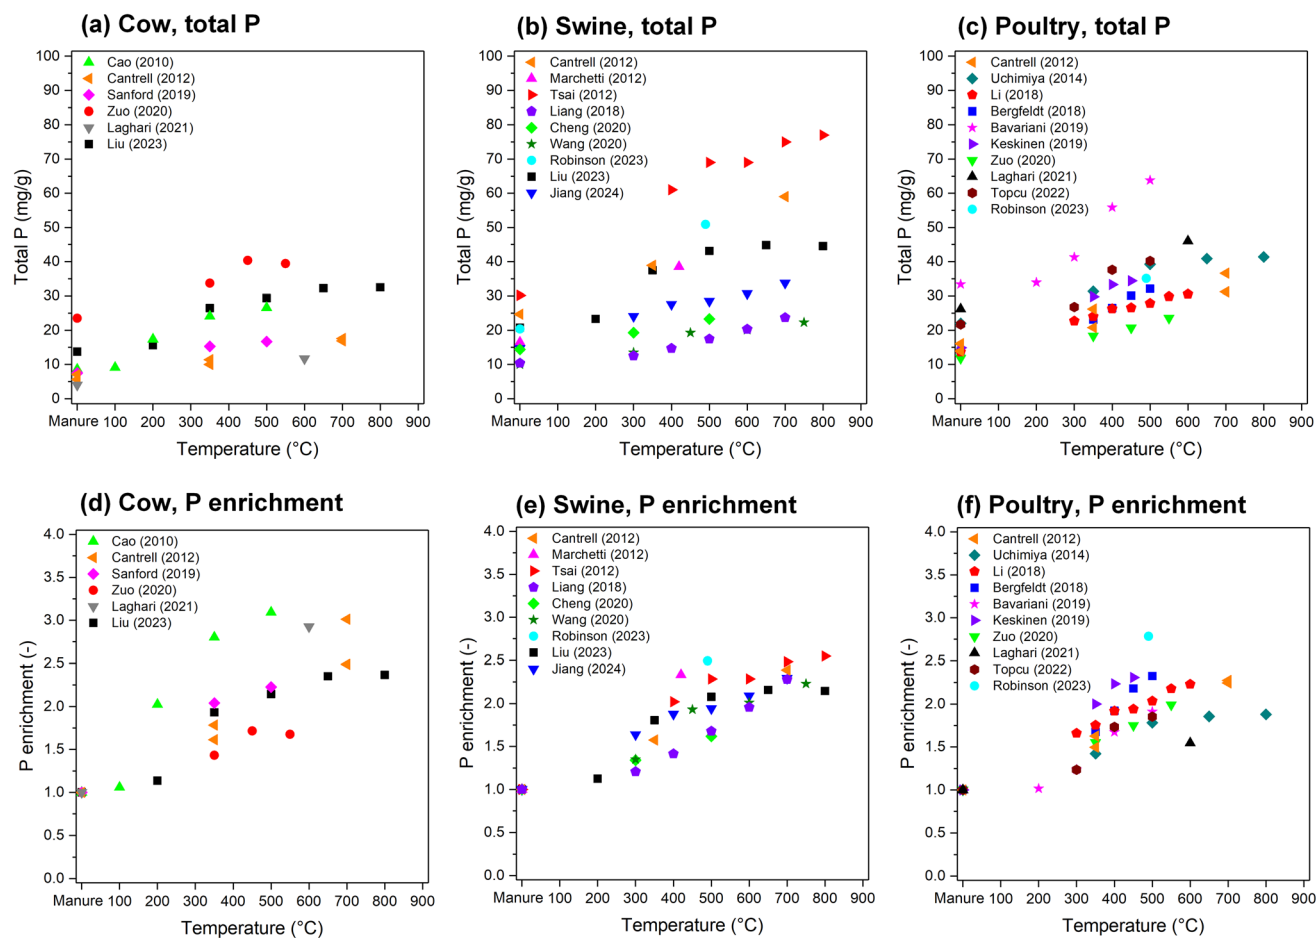 (a) Cow, total P
100
90
80
70
60
50
40
30
20
10
0
Total P (mg/g)
Cao (2010)
Cantrell (2012)
Sanford (2019)
Zuo (2020)
Laghari (2021)
Liu (2023)
Manure 100 200 300 400 500 600 700 800 900
Temperature (°C)
(b) Swine, total P
100
90
80
70
60
50
40
30
20
10
0
Total P (mg/g)
Cantrell (2012)
Marchetti (2012)
Tsai (2012)
Liang (2018)
Cheng (2020)
Wang (2020)
Robinson (2023)
Liu (2023)
Jiang (2024)
Manure 100 200 300 400 500 600 700 800 900
Temperature (°C)
(c) Poultry, total P
100
90
80
70
60
50
40
30
20
10
0
Total P (mg/g)
Cantrell (2012)
Uchimiya (2014)
Li (2018)
Bergfeldt (2018)
Bavariani (2019)
Keskinen (2019)
Zuo (2020)
Laghari (2021)
Topcu (2022)
Robinson (2023)
Manure 100 200 300 400 500 600 700 800 900
Temperature (°C)
(d) Cow, P enrichment
4.0
3.5
3.0
2.5
2.0
1.5
1.0
0.5
0.0
P enrichment (-)
Cao (2010)
Cantrell (2012)
Sanford (2019)
Zuo (2020)
Laghari (2021)
Liu (2023)
Manure 100 200 300 400 500 600 700 800 900
Temperature (°C)
(e) Swine, P enrichment
4.0
3.5
3.0
2.5
2.0
1.5
1.0
0.5
0.0
P enrichment (-)
Cantrell (2012)
Marchetti (2012)
Tsai (2012)
Liang (2018)
Cheng (2020)
Wang (2020)
Robinson (2023)
Liu (2023)
Jiang (2024)
Manure 100 200 300 400 500 600 700 800 900
Temperature (°C)
(f) Poultry, P enrichment
4.0
3.5
3.0
2.5
2.0
1.5
1.0
0.5
0.0
P enrichment (-)
Cantrell (2012)
Uchimiya (2014)
Li (2018)
Bergfeldt (2018)
Bavariani (2019)
Keskinen (2019)
Zuo (2020)
Laghari (2021)
Topcu (2022)
Robinson (2023)
Manure 100 200 300 400 500 600 700 800 900
Temperature (°C)